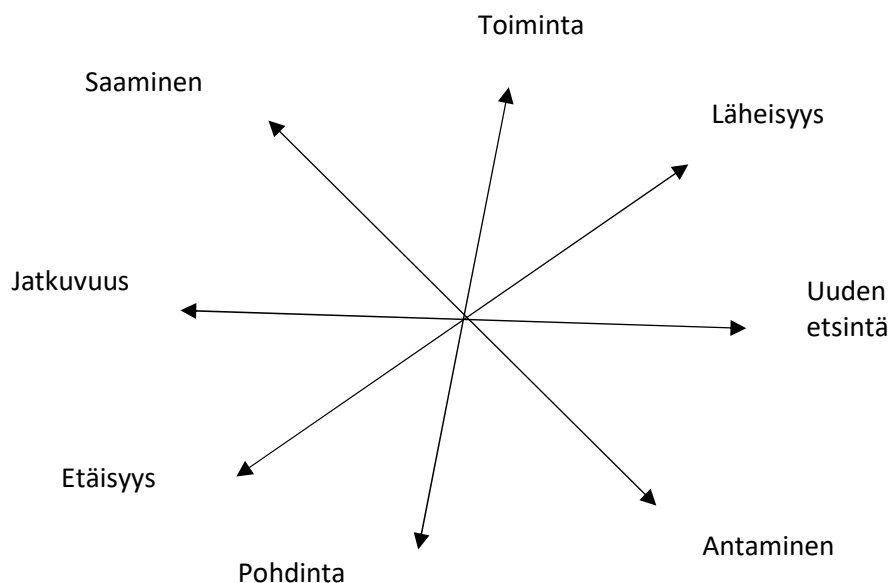 Toiminta
Saaminen
Läheisyys
Jatkuvuus
Uuden
etsintä
Etäisyys
Antaminen
Pohdinta